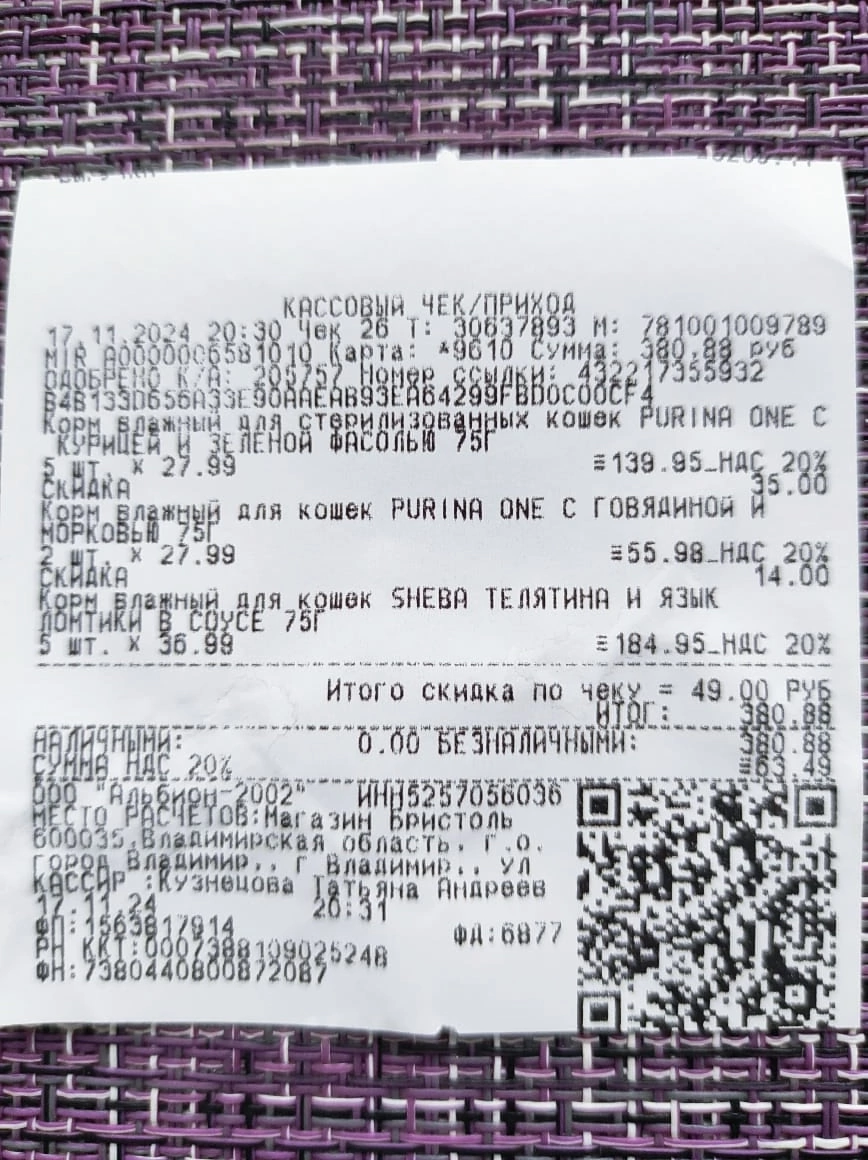 КАССОВЫЙ ЧЕК/ПРИХОД
17.11.2024 20:30 Чек 26 Т: 30637893 М: 781001009789
MIR A0000006581010 Карта: *9610 Сумма: 380.88 руб
ОДОБРЕНО К/А: 205757 Номер ссылки: 432217355932
B4B133D656A33E90AAEAB93EA64299FBD0C00CF4
Корм влажный для стерилизованных кошек PURINA ONE С
КУРИЦЕЙ И ЗЕЛЕНОЙ ФАСОЛЬЮ 75Г
5 шт. x 27.99 ≡139.95_НДС 20%
СКИДКА 35.00
Корм влажный для кошек PURINA ONE С ГОВЯДИНОЙ И
МОРКОВЬЮ 75Г
2 шт. x 27.99 ≡55.98_НДС 20%
СКИДКА 14.00
Корм влажный для кошек SHEBA ТЕЛЯТИНА И ЯЗЫК
ЛОМТИКИ В СОУСЕ 75Г
5 шт. x 36.99 ≡184.95_НДС 20%
Итого скидка по чеку = 49.00 РУБ
ИТОГ: 380.88
НАЛИЧНЫМИ: 0.00 БЕЗНАЛИЧНЫМИ: 380.88
СУММА НДС 20% ≡63.49
ООО "Альбион-2002" ИНН5257056036
МЕСТО РАСЧЕТОВ:Магазин Бристоль
600035,Владимирская область, г.о.
город Владимир,, г Владимир,, ул
КАССИР :Кузнецова Татьяна Андреев
17.11.24 20:31
ФП:1563817914 ФД:6877
РН ККТ:0007388109025248
ФН:7380440800872087